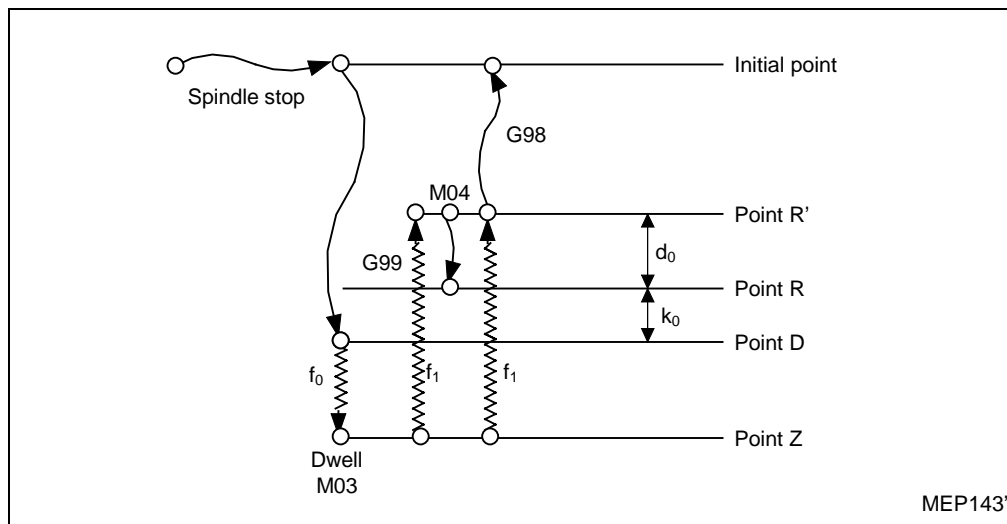 Initial point
Spindle stop
G98
M04
Point R’
G99
d0
Point R
k0
Point D
f0
f1
f1
Point Z
Dwell
M03
MEP143’